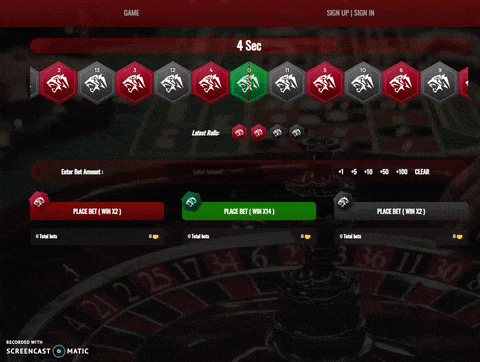 GAME SIGN UP | SIGN IN
4 Sec
2 13 3 12 4 0 11 5 10 6 9
Latest Rolls:
Enter Bet Amount : Enter Amount +1 +5 +10 +50 +100 CLEAR
PLACE BET ( WIN X2 ) PLACE BET ( WIN X14 ) PLACE BET ( WIN X2 )
0 Total bets 0 0 Total bets 0 0 Total bets 0
RECORDED WITH
SCREENCAST MATIC